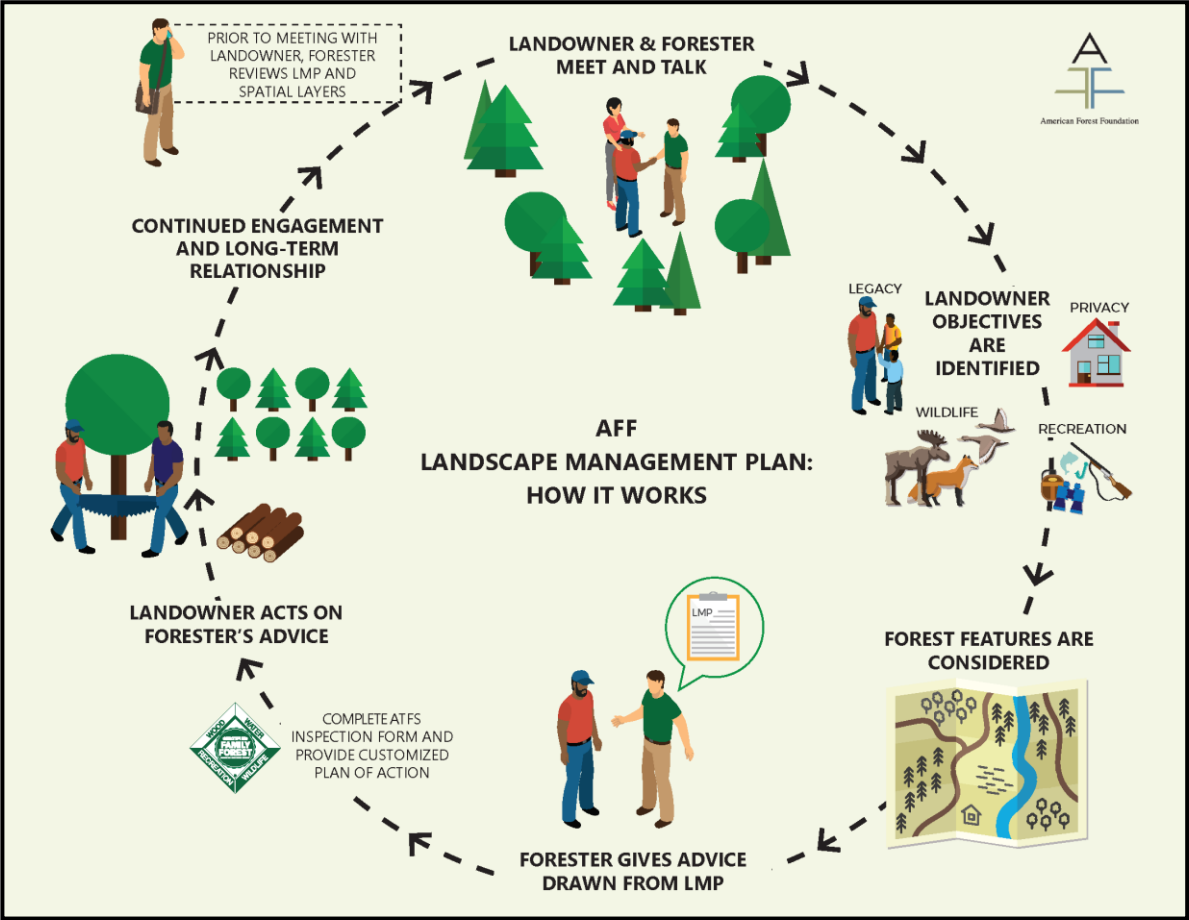 PRIOR TO MEETING WITH
LANDOWNER, FORESTER
REVIEWS LMP AND
SPATIAL LAYERS
LANDOWNER & FORESTER
MEET AND TALK
American Forest Foundation
CONTINUED ENGAGEMENT
AND LONG-TERM
RELATIONSHIP
LEGACY
LANDOWNER
OBJECTIVES
ARE
IDENTIFIED
PRIVACY
WILDLIFE
RECREATION
AFF
LANDSCAPE MANAGEMENT PLAN:
HOW IT WORKS
LANDOWNER ACTS ON
FORESTER'S ADVICE
LMP
FOREST FEATURES ARE
CONSIDERED
WOOD
WATER
FAMILY
FOREST
RECREATION
WILDLIFE
COMPLETE ATFS
INSPECTION FORM AND
PROVIDE CUSTOMIZED
PLAN OF ACTION
FORESTER GIVES ADVICE
DRAWN FROM LMP